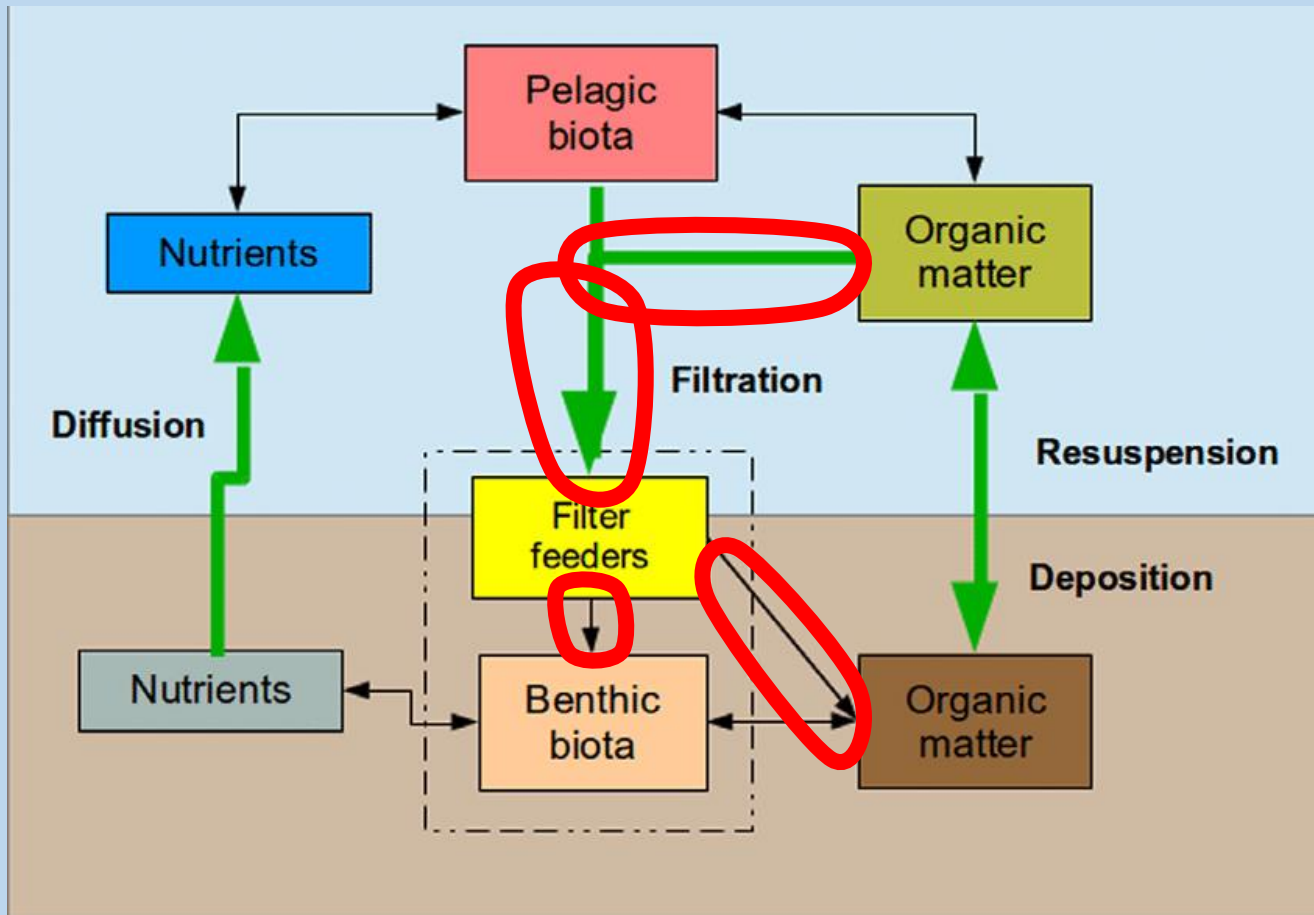 Pelagic
biota
Nutrients
Organic
matter
Filtration
Diffusion
Resuspension
Filter
feeders
Deposition
Nutrients
Benthic
biota
Organic
matter